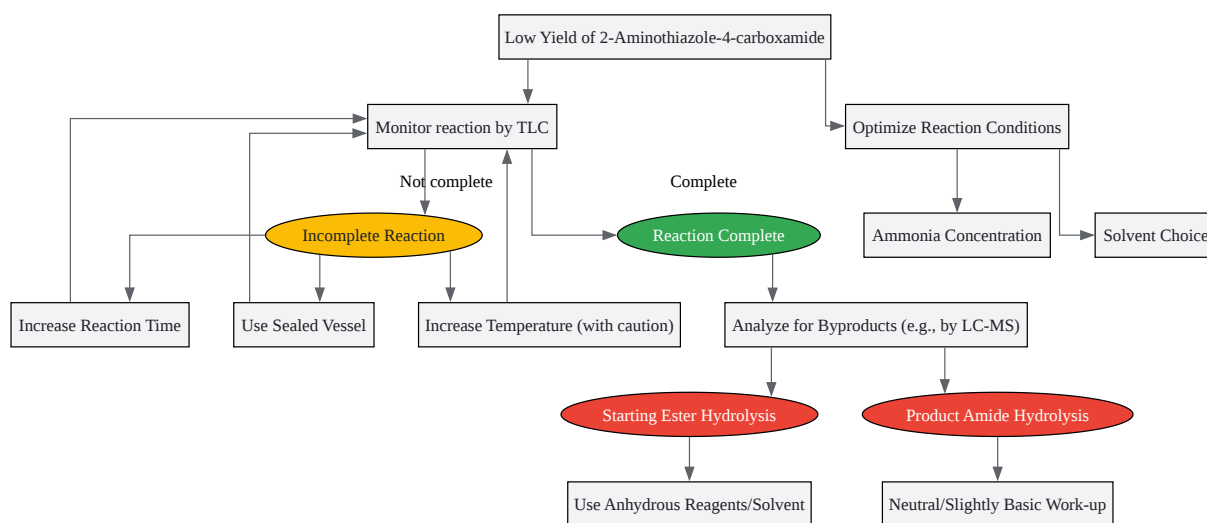 Low Yield of 2-Aminothiazole-4-carboxamide
Monitor reaction by TLC
Optimize Reaction Conditions
Not complete
Complete
Incomplete Reaction
Reaction Complete
Ammonia Concentration
Solvent Choice
Increase Reaction Time
Use Sealed Vessel
Increase Temperature (with caution)
Analyze for Byproducts (e.g., by LC-MS)
Starting Ester Hydrolysis
Product Amide Hydrolysis
Use Anhydrous Reagents/Solvent
Neutral/Slightly Basic Work-up